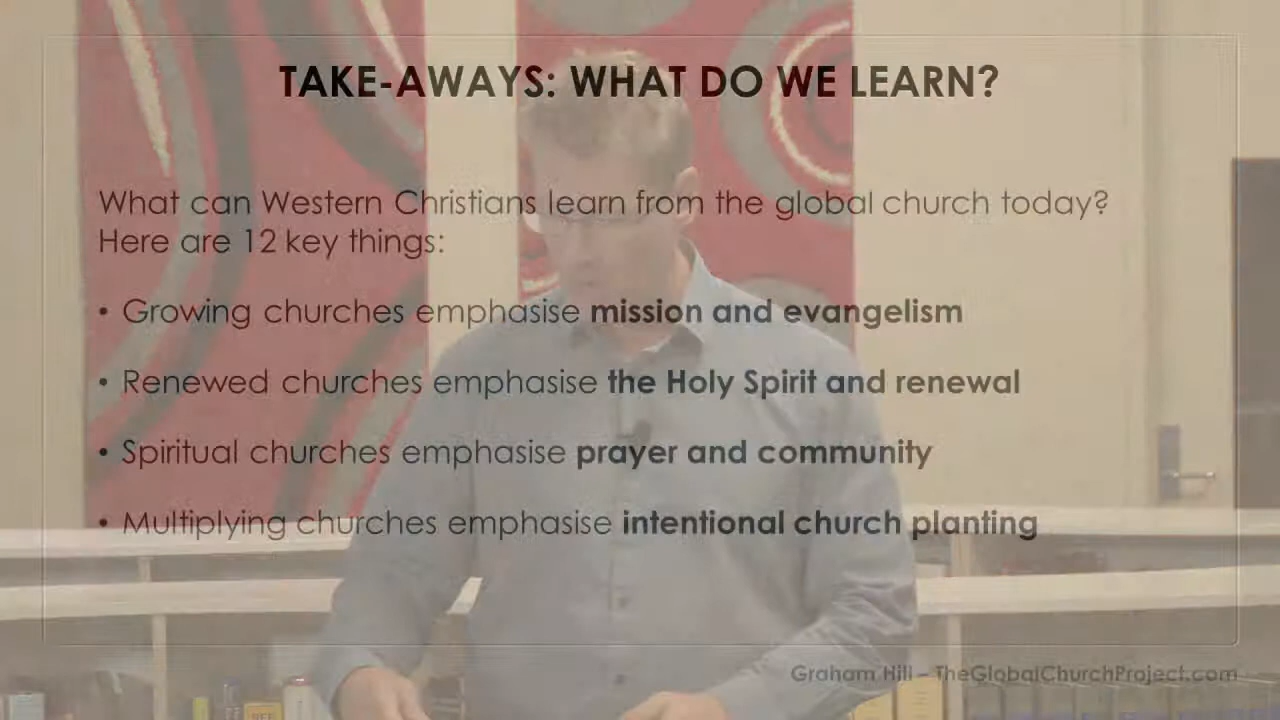 TAKE-AWAYS: WHAT DO WE LEARN?
What can Western Christians learn from the global church today?
Here are 12 key things:
• Growing churches emphasise mission and evangelism
• Renewed churches emphasise the Holy Spirit and renewal
• Spiritual churches emphasise prayer and community
• Multiplying churches emphasise intentional church planting
Graham Hill – TheGlobalChurchProject.com